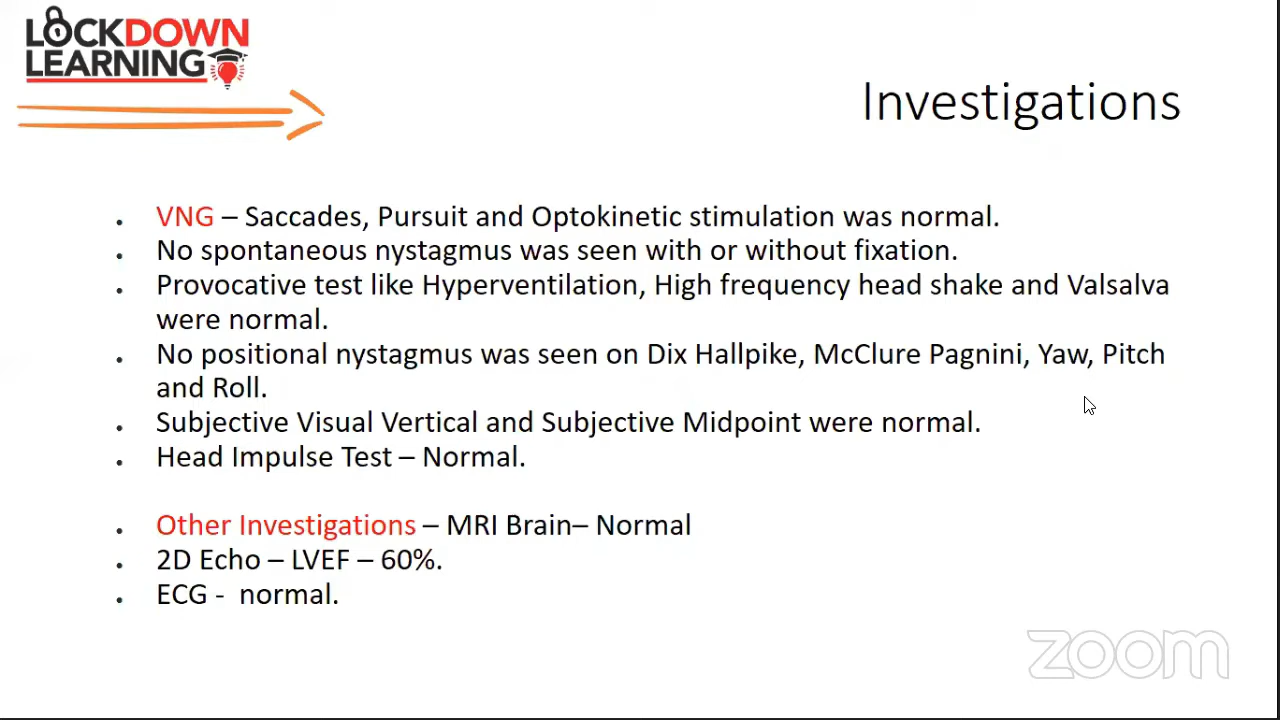 LOCKDOWN
LEARNING
Investigations
• VNG – Saccades, Pursuit and Optokinetic stimulation was normal.
• No spontaneous nystagmus was seen with or without fixation.
• Provocative test like Hyperventilation, High frequency head shake and Valsalva
were normal.
• No positional nystagmus was seen on Dix Hallpike, McClure Pagnini, Yaw, Pitch
and Roll.
• Subjective Visual Vertical and Subjective Midpoint were normal.
• Head Impulse Test – Normal.
• Other Investigations – MRI Brain– Normal
• 2D Echo – LVEF – 60%.
• ECG - normal.
zoom